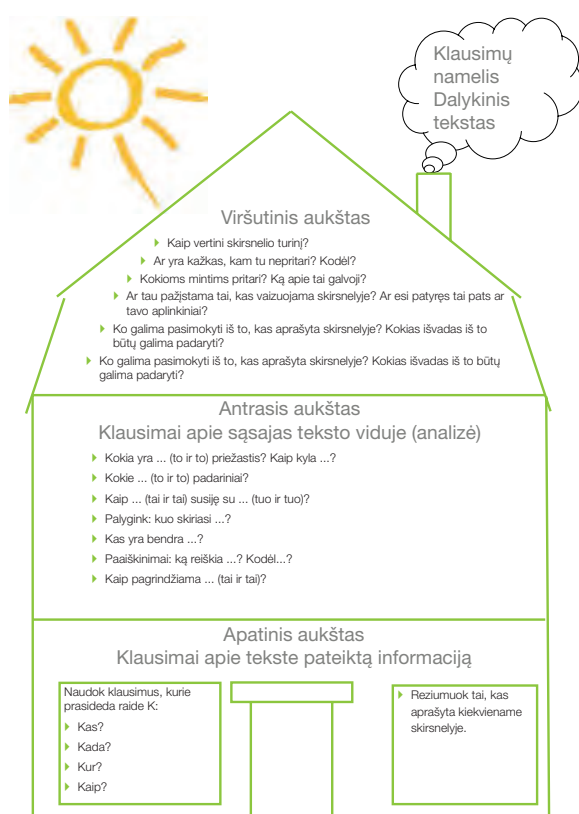 Klausimų
namelis
Dalykinis
tekstas
Viršutinis aukštas
Kaip vertini skirsnelio turinį?
Ar yra kažkas, kam tu nepritari? Kodėl?
Kokioms mintims pritari? Ką apie tai galvoji?
Ar tau pažįstama tai, kas vaizduojama skirsnelyje? Ar esi patyręs tai pats ar
tavo aplinkiniai?
Ko galima pasimokyti iš to, kas aprašyta skirsnelyje? Kokias išvadas iš to
būtų galima padaryti?
Ko galima pasimokyti iš to, kas aprašyta skirsnelyje? Kokias išvadas iš to būtų
galima padaryti?
Antrasis aukštas
Klausimai apie sąsajas teksto viduje (analizė)
Kokia yra ... (to ir to) priežastis? Kaip kyla ...?
Kokie ... (to ir to) padariniai?
Kaip ... (tai ir tai) susiję su ... (tuo ir tuo)?
Palygink: kuo skiriasi ...?
Kas yra bendra ...?
Paaiškinimai: ką reiškia ...? Kodėl...?
Kaip pagrindžiama ... (tai ir tai)?
Apatinis aukštas
Klausimai apie tekste pateiktą informaciją
Naudok klausimus, kurie
prasideda raide K:
Kas?
Kada?
Kur?
Kaip?
Reziumuok tai, kas
aprašyta kiekviename
skirsnelyje.